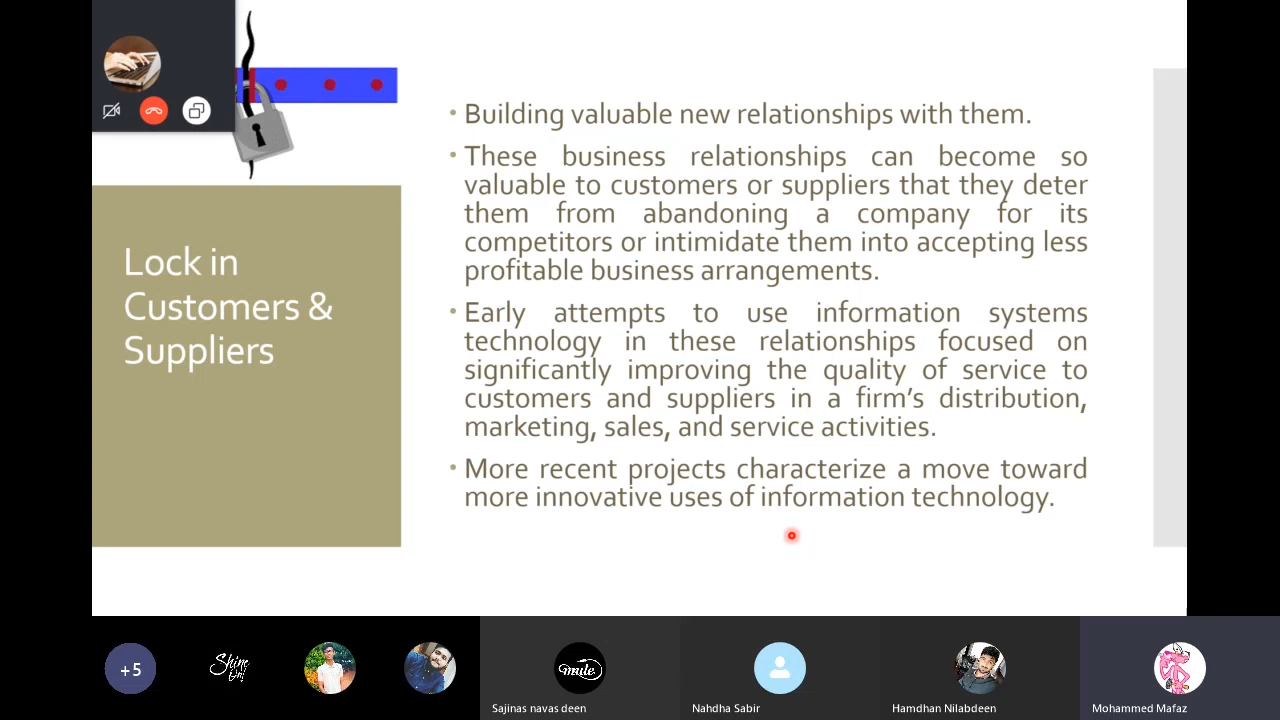 Lock in
Customers &
Suppliers
• Building valuable new relationships with them.
• These business relationships can become so
valuable to customers or suppliers that they deter
them from abandoning a company for its
competitors or intimidate them into accepting less
profitable business arrangements.
• Early attempts to use information systems
technology in these relationships focused on
significantly improving the quality of service to
customers and suppliers in a firm’s distribution,
marketing, sales, and service activities.
• More recent projects characterize a move toward
more innovative uses of information technology.
+5
Shine
mute
Sajinas navas deen
Nahdha Sabir
Hamdhan Nilabdeen
Mohammed Mafaz